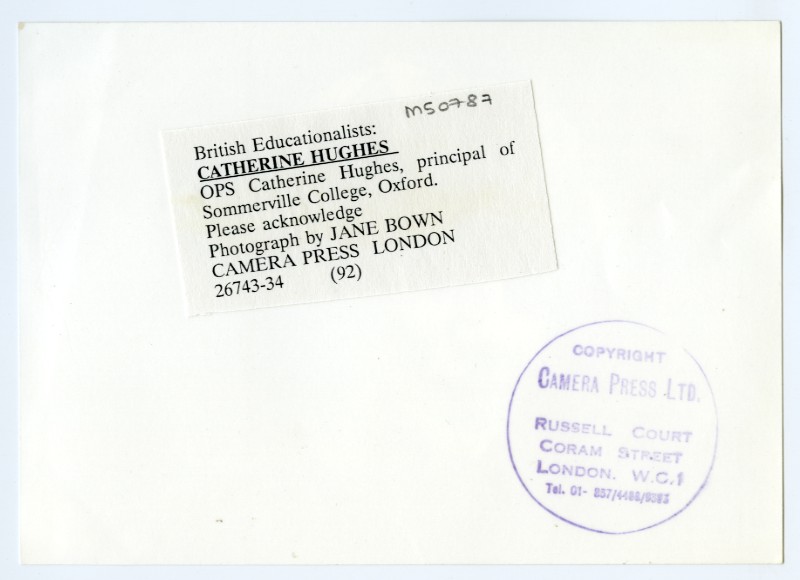 M50787
British Educationalists:
CATHERINE HUGHES
OPS Catherine Hughes, principal of
Sommerville College, Oxford.
Please acknowledge
Photograph by JANE BOWN
CAMERA PRESS LONDON
26743-34 (92)
COPYRIGHT
CAMERA PRESS LTD.
RUSSELL COURT
CORAM STREET
LONDON. W.C.1
Tel. 01-